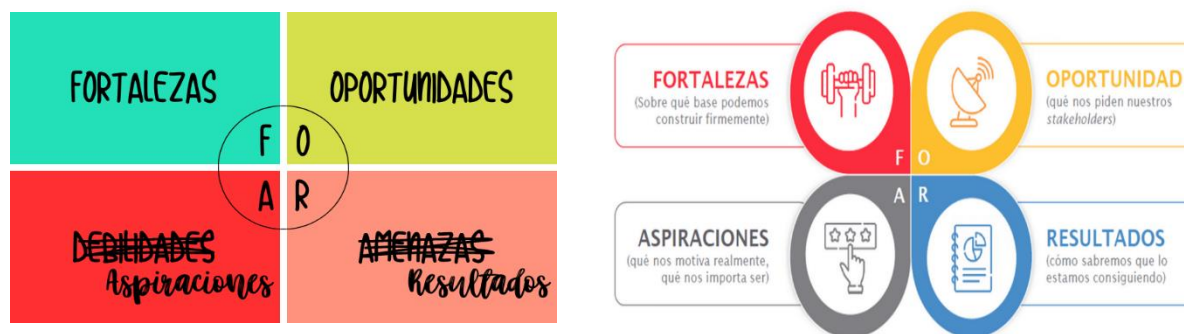 FORTALEZAS
OPORTUNIDADES
F O
A R
DEBILIDADES
Aspiraciones
AMENAZAS
Resultados
FORTALEZAS
(Sobre qué base podemos
construir firmemente)
OPORTUNIDAD
(qué nos piden nuestros
stakeholders)
F O
A R
ASPIRACIONES
(qué nos motiva realmente,
qué nos importa ser)
RESULTADOS
(cómo sabremos que lo
estamos consiguiendo)